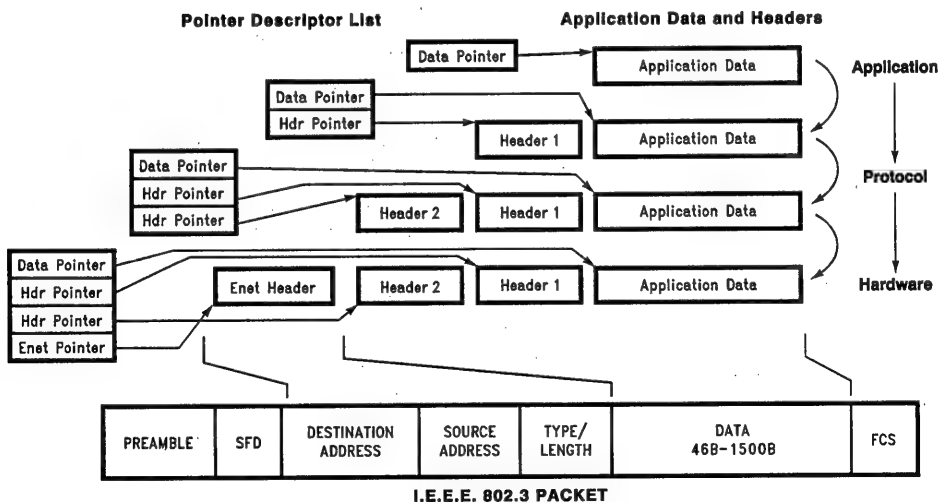 Pointer Descriptor List
Application Data and Headers
Data Pointer
Application Data
Application
Data Pointer
Hdr Pointer
Header 1
Application Data
Protocol
Data Pointer
Hdr Pointer
Hdr Pointer
Header 2
Header 1
Application Data
Data Pointer
Hdr Pointer
Hdr Pointer
Enet Pointer
Enet Header
Header 2
Header 1
Application Data
Hardware
PREAMBLE
SFD
DESTINATION
ADDRESS
SOURCE
ADDRESS
TYPE/
LENGTH
DATA
46B-1500B
FCS
I.E.E.E. 802.3 PACKET